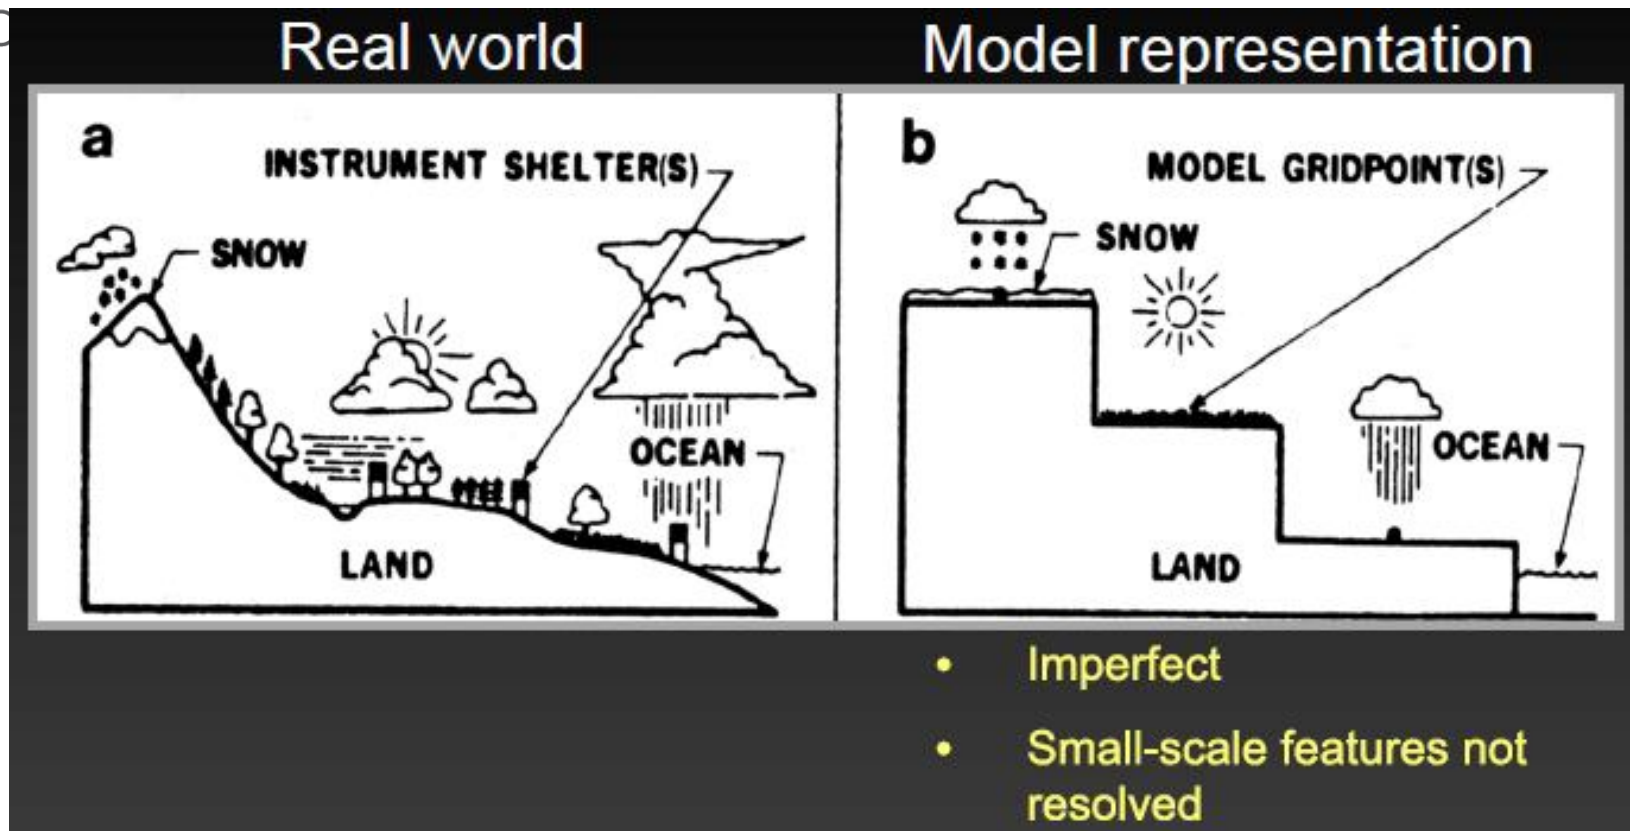 Real world
Model representation
a
INSTRUMENT SHELTER(S)
SNOW
OCEAN
LAND
b
MODEL GRIDPOINT(S)
SNOW
OCEAN
LAND
• Imperfect
• Small-scale features not
resolved